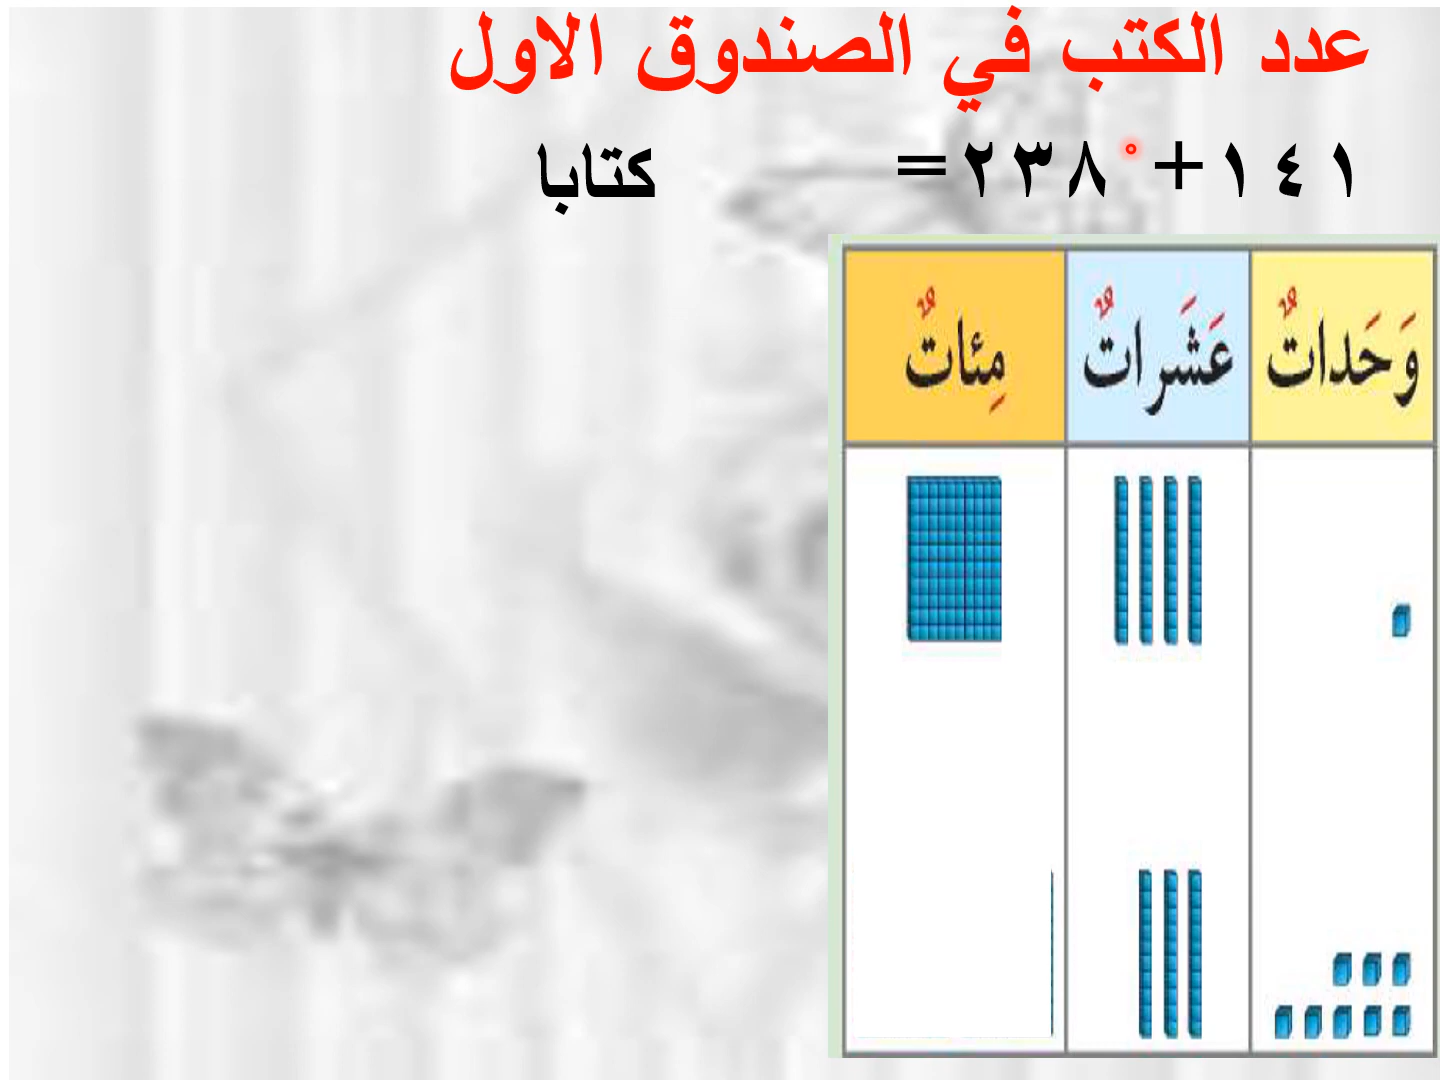 عدد الكتب في الصندوق الاول
١٤١ + ٢٣٨ = كتابا
وَحَداتٌ عَشَراتٌ مِئاتٌ